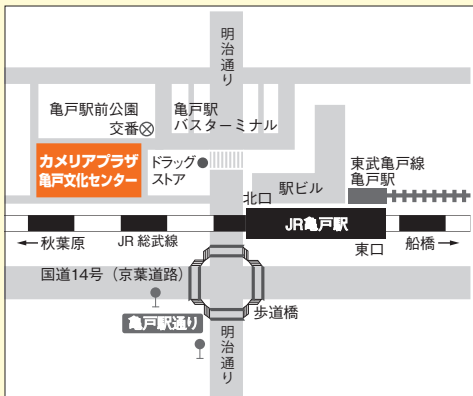 明治通り
亀戸駅前公園
交番
亀戸駅
バスターミナル
カメリアプラザ
亀戸文化センター
ドラッグ
ストア
東武亀戸線
亀戸駅
駅ビル
北口
JR亀戸駅
←秋葉原
JR 総武線
東口
船橋→
国道14号（京葉道路）
歩道橋
亀戸駅通り
明治通り